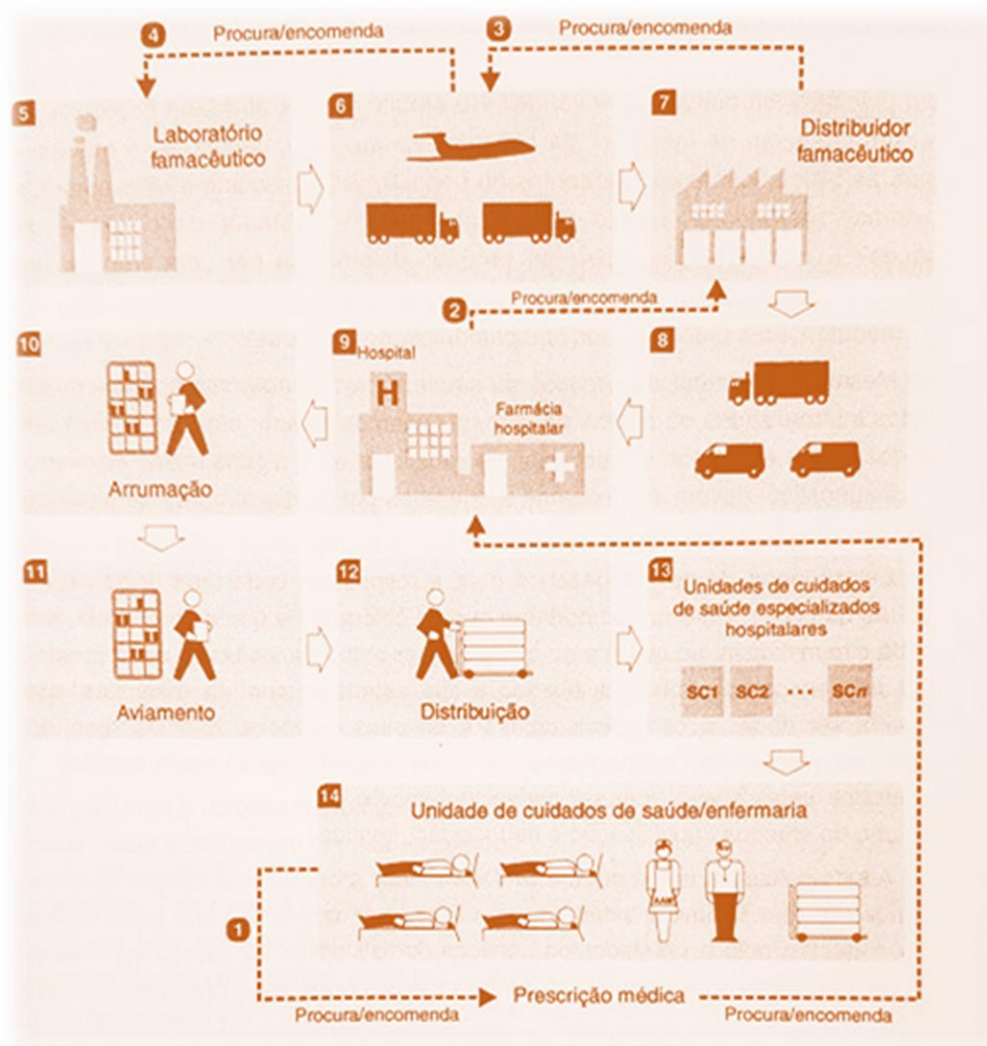 4
Procura/encomenda
3
Procura/encomenda
5
Laboratório
famacêutico
6
7
Distribuidor
famacêutico
2
Procura/encomenda
10
Arrumação
9
Hospital
H
Farmácia
hospitalar
8
11
Aviamento
12
Distribuição
13
Unidades de cuidados
de saúde especializados
hospitalares
SC1 SC2 ···· SCn
14
Unidade de cuidados de saúde/enfermaria
1
Prescrição médica
Procura/encomenda
Procura/encomenda